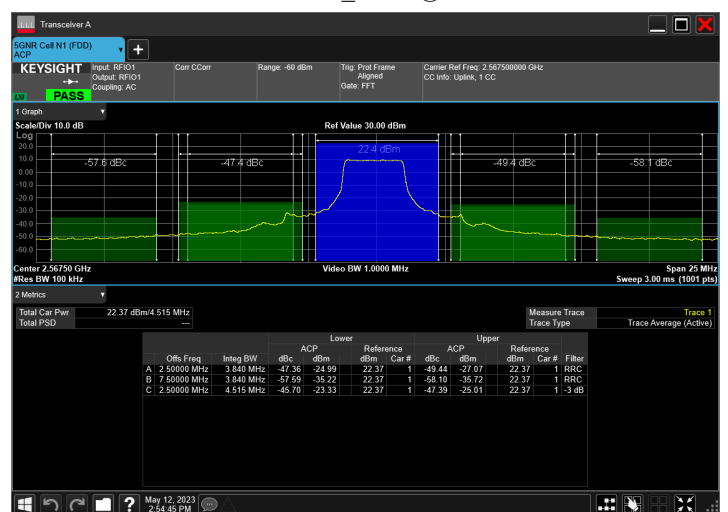 Transceiver A
5GNR Cell N1 (FDD)
ACP
KEYSIGHT
LXI
PASS
Input: RFIO1
Output: RFIO1
Coupling: AC
Corr CCorr
Range: -60 dBm
Trig: Prot Frame
Aligned
Gate: FFT
Carrier Ref Freq: 2.567500000 GHz
CC Info: Uplink, 1 CC
1 Graph
Scale/Div 10.0 dB
Ref Value 30.00 dBm
Log
20.0
10.0
0.00
-10.0
-20.0
-30.0
-40.0
-50.0
-60.0
-57.6 dBc
-47.4 dBc
22.4 dBm
-49.4 dBc
-58.1 dBc
Center 2.56750 GHz
Video BW 1.0000 MHz
Span 25 MHz
#Res BW 100 kHz
Sweep 3.00 ms (1001 pts)
2 Metrics
Total Car Pwr 22.37 dBm/4.515 MHz
Total PSD ---
Measure Trace Trace 1
Trace Type Trace Average (Active)
Lower Upper
ACP Reference ACP Reference
Offs Freq Integ BW dBc dBm dBm Car # dBc dBm dBm Car # Filter
A 2.50000 MHz 3.840 MHz -47.36 -24.99 22.37 1 -49.44 -27.07 22.37 1 RRC
B 7.50000 MHz 3.840 MHz -57.59 -35.22 22.37 1 -58.10 -35.72 22.37 1 RRC
C 2.50000 MHz 4.515 MHz -45.70 -23.33 22.37 1 -47.39 -25.01 22.37 1 -3 dB
May 12, 2023
2:54:45 PM